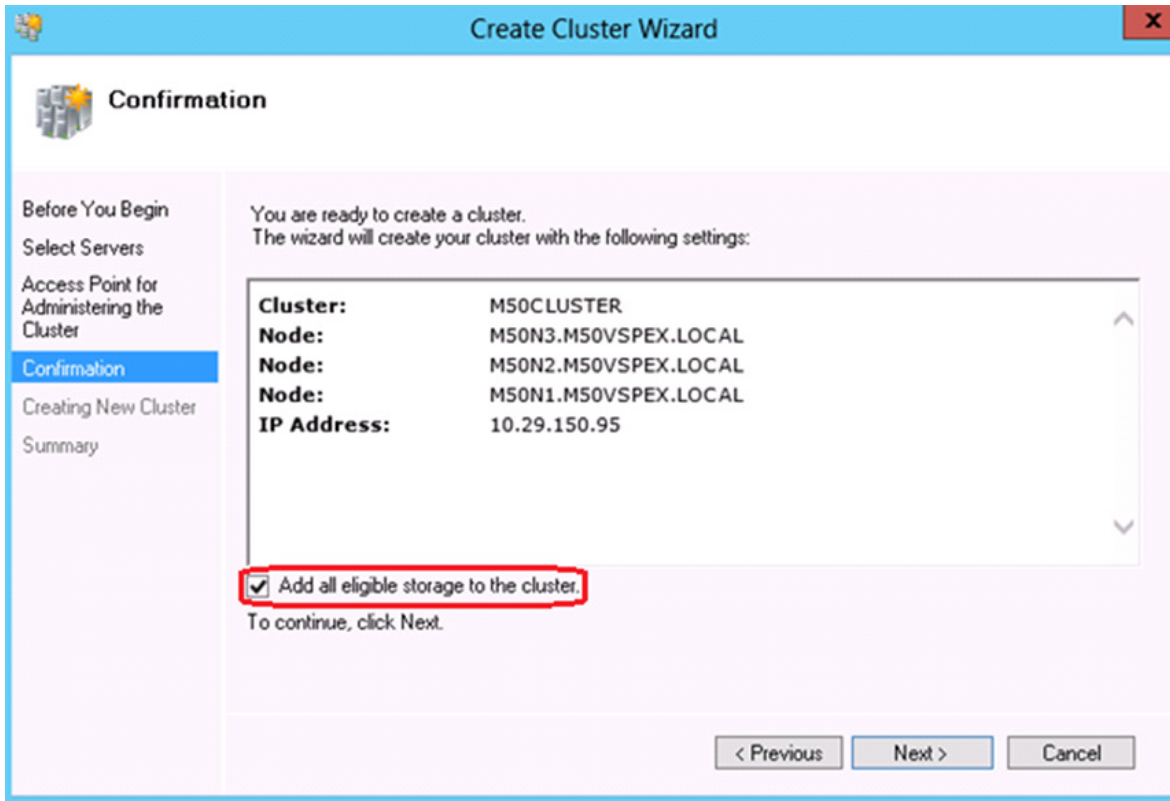 Create Cluster Wizard
x
Confirmation
Before You Begin
Select Servers
Access Point for
Administering the
Cluster
Confirmation
Creating New Cluster
Summary
You are ready to create a cluster.
The wizard will create your cluster with the following settings:
Cluster: M50CLUSTER
Node: M50N3.M50VSPEX.LOCAL
Node: M50N2.M50VSPEX.LOCAL
Node: M50N1.M50VSPEX.LOCAL
IP Address: 10.29.150.95
Add all eligible storage to the cluster.
To continue, click Next.
< Previous
Next >
Cancel